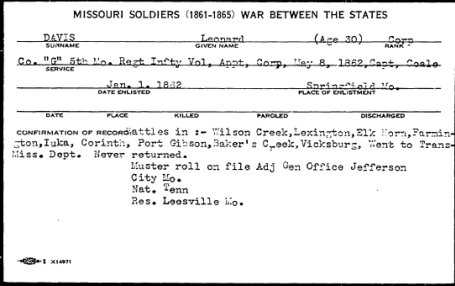 MISSOURI SOLDIERS (1861-1865) WAR BETWEEN THE STATES
DAVIS Leonard (Age 30) Corp
SURNAME GIVEN NAME RANK
Co. "G" 5th Mo. Regt Infty Vol, Appt, Corp, May 8, 1862, Capt, Coale
SERVICE
Jan. 1. 1862 Springfield Mo.
DATE ENLISTED PLACE OF ENLISTMENT
DATE PLACE KILLED PAROLED DISCHARGED
CONFIRMATION OF RECORD Battles in :- Wilson Creek, Lexington, Elk Horn, Farmin-
gton, Iuka, Corinth, Port Gibson, Baker's Creek, Vicksburg, Went to Trans-
Miss. Dept. Never returned.
Muster roll on file Adj Gen Office Jefferson
City Mo.
Nat. Tenn
Res. Leesville Mo.
1 X14971